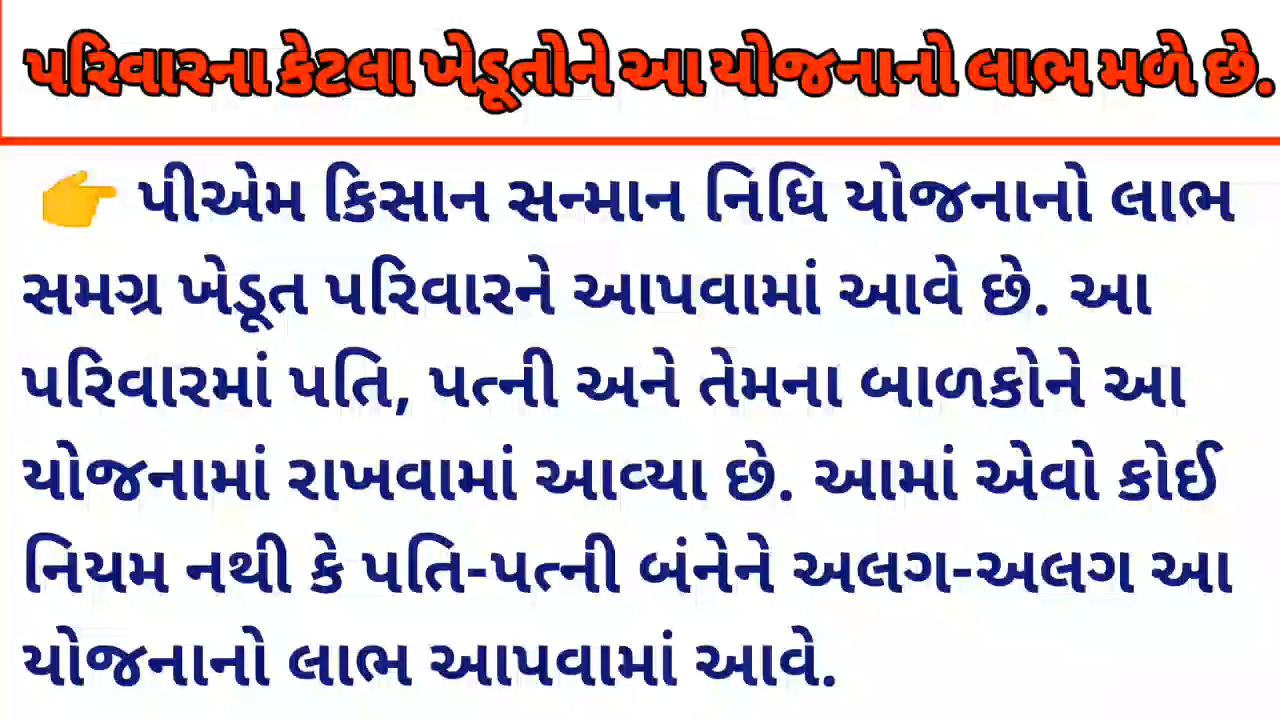 પરિવારના કેટલા ખેડૂતોને આ યોજનાનો લાભ મળે છે.
👉 પીએમ કિસાન સન્માન નિધિ યોજનાનો લાભ
સમગ્ર ખેડૂત પરિવારને આપવામાં આવે છે. આ
પરિવારમાં પતિ, પત્ની અને તેમના બાળકોને આ
યોજનામાં રાખવામાં આવ્યા છે. આમાં એવો કોઈ
નિયમ નથી કે પતિ-પત્ની બંનેને અલગ-અલગ આ
યોજનાનો લાભ આપવામાં આવે.